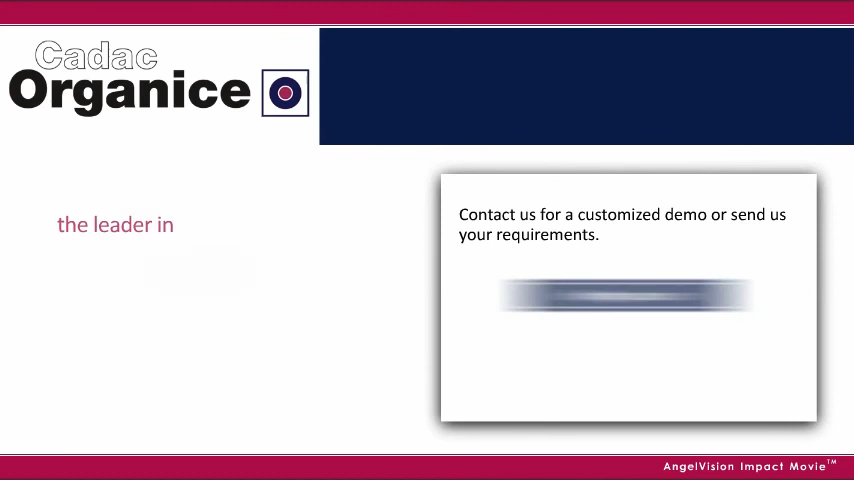 Cadac
Organice
the leader in
Contact us for a customized demo or send us
your requirements.
AngelVision Impact Movie™